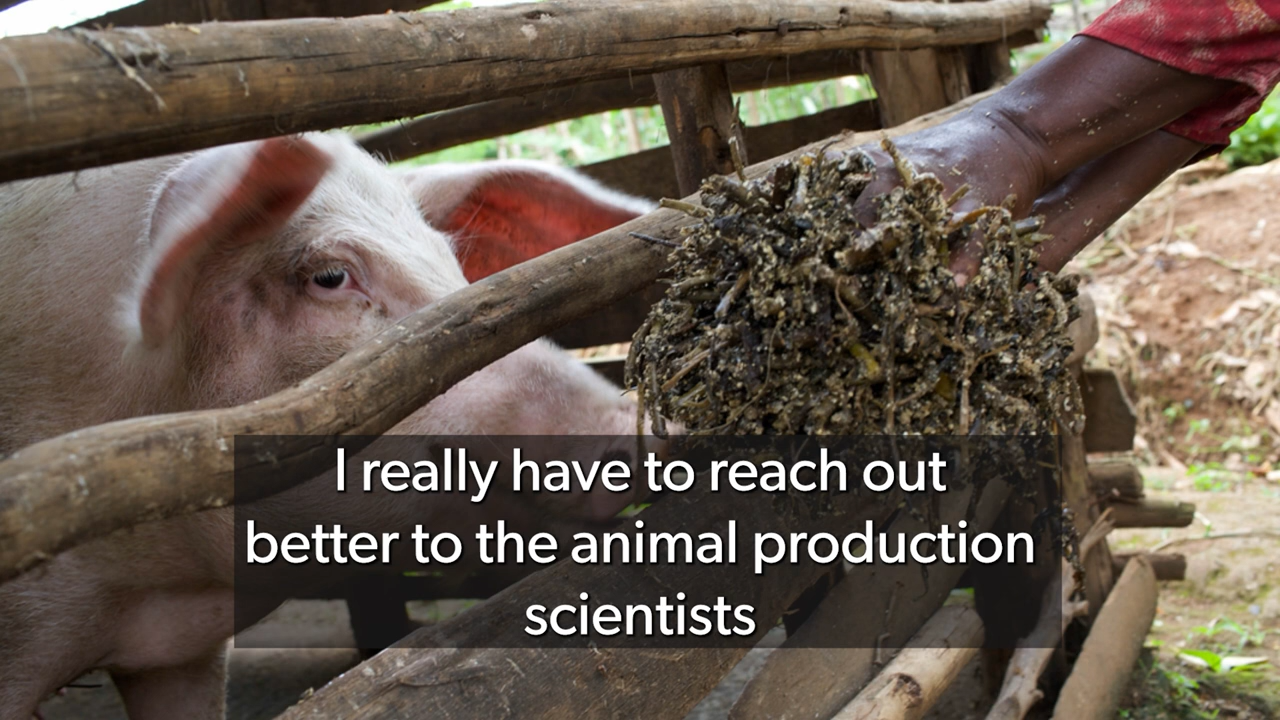 I really have to reach out
better to the animal production
scientists